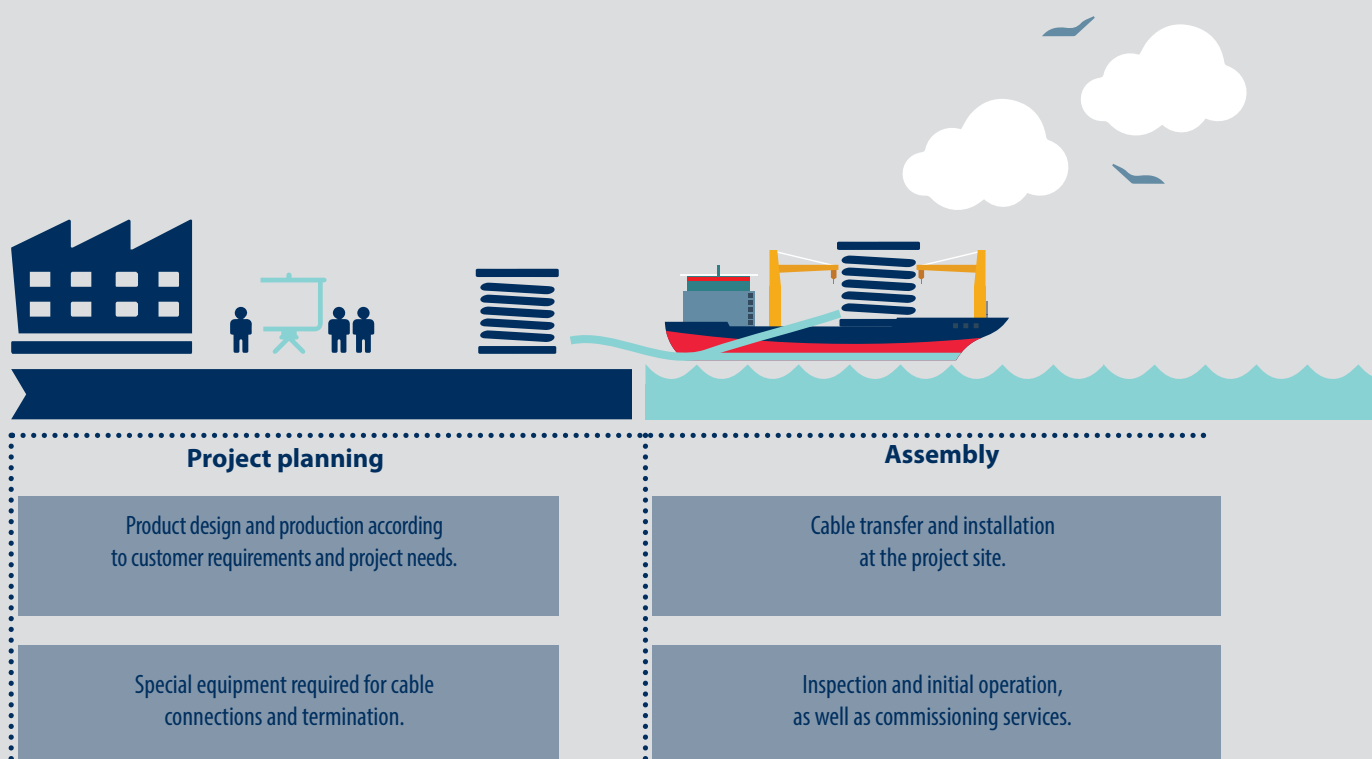 Project planning
Product design and production according
to customer requirements and project needs.
Special equipment required for cable
connections and termination.
Assembly
Cable transfer and installation
at the project site.
Inspection and initial operation,
as well as commissioning services.